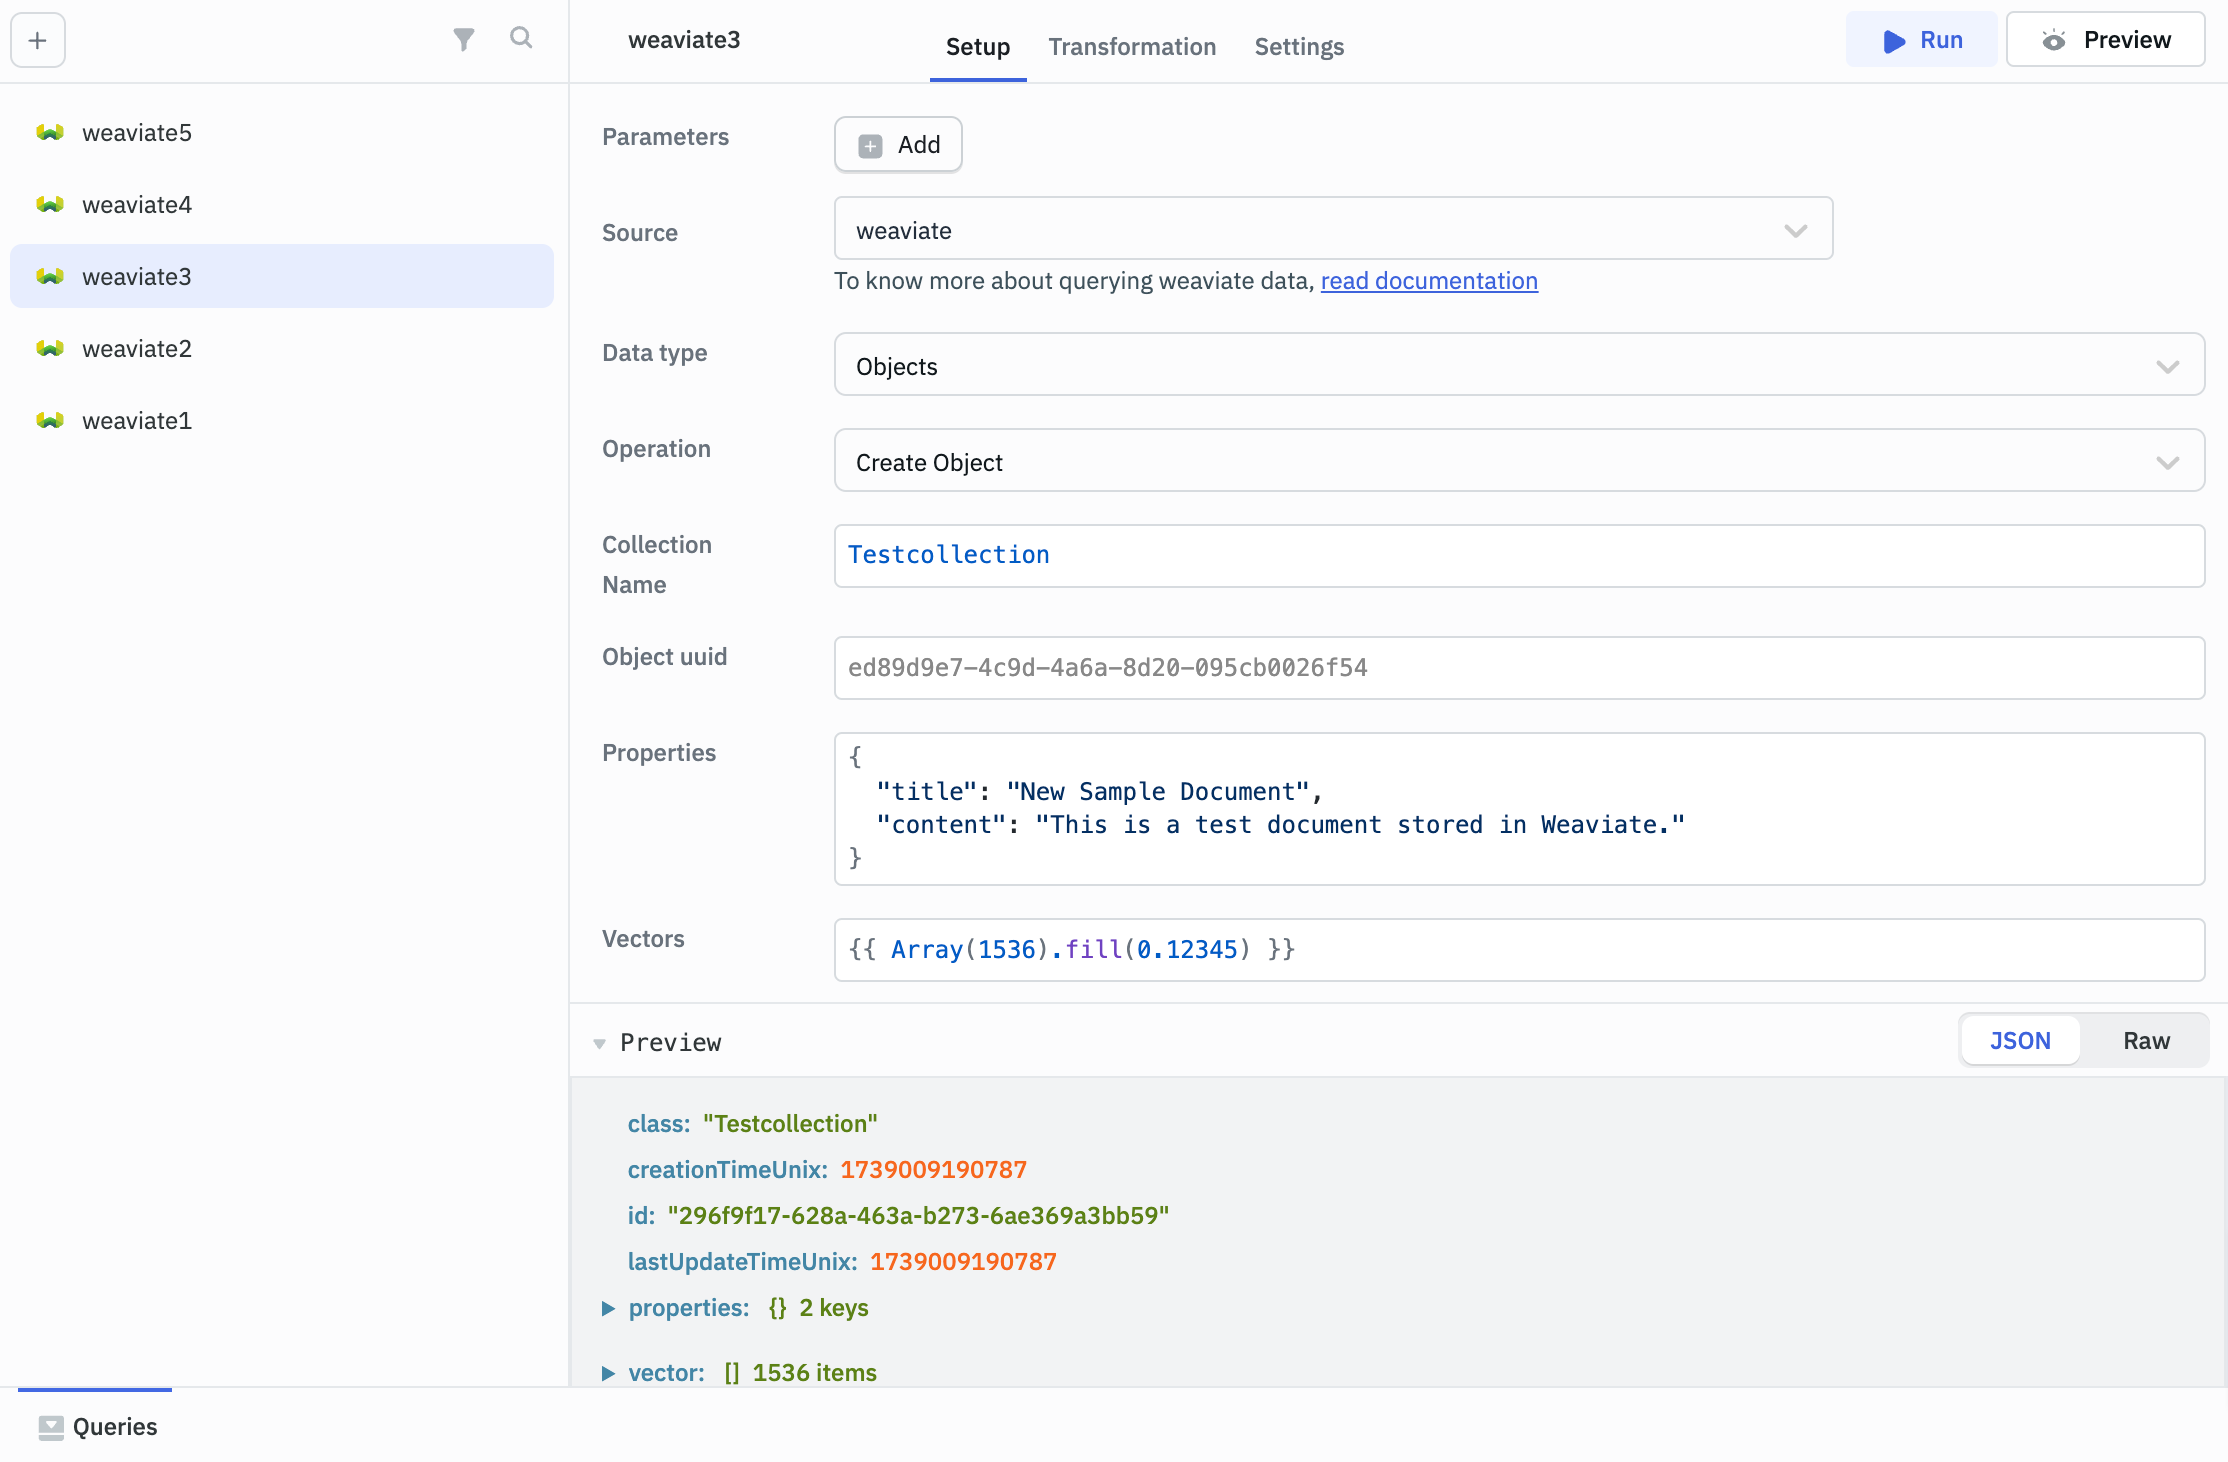 weaviate3
Setup
Transformation
Settings
Run
Preview
weaviate5
weaviate4
weaviate3
weaviate2
weaviate1
Parameters
Add
Source
weaviate
To know more about querying weaviate data, read documentation
Data type
Objects
Operation
Create Object
Collection
Name
Testcollection
Object uuid
ed89d9e7-4c9d-4a6a-8d20-095cb0026f54
Properties
{
"title": "New Sample Document",
"content": "This is a test document stored in Weaviate."
}
Vectors
{{ Array(1536).fill(0.12345) }}
Preview
JSON
Raw
class: "Testcollection"
creationTimeUnix: 1739009190787
id: "296f9f17-628a-463a-b273-6ae369a3bb59"
lastUpdateTimeUnix: 1739009190787
properties: {} 2 keys
vector: [] 1536 items
Queries